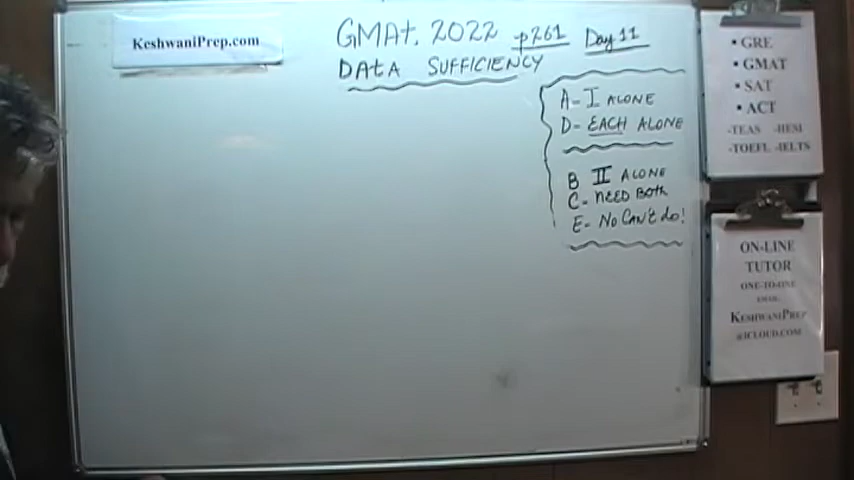 KeshwaniPrep.com
GMAT. 2022 p261 Day 11
DATA SUFFICIENCY
A- I ALONE
D- EACH ALONE
B II ALONE
C- NEED BOTH
E- NO CAN'T do!
• GRE
• GMAT
• SAT
• ACT
-TEAS -HESI
-TOEFL -IELTS
ON-LINE
TUTOR
ONE-TO-ONE
EMAIL:
KESHWANIPREP
@ICLOUD.COM